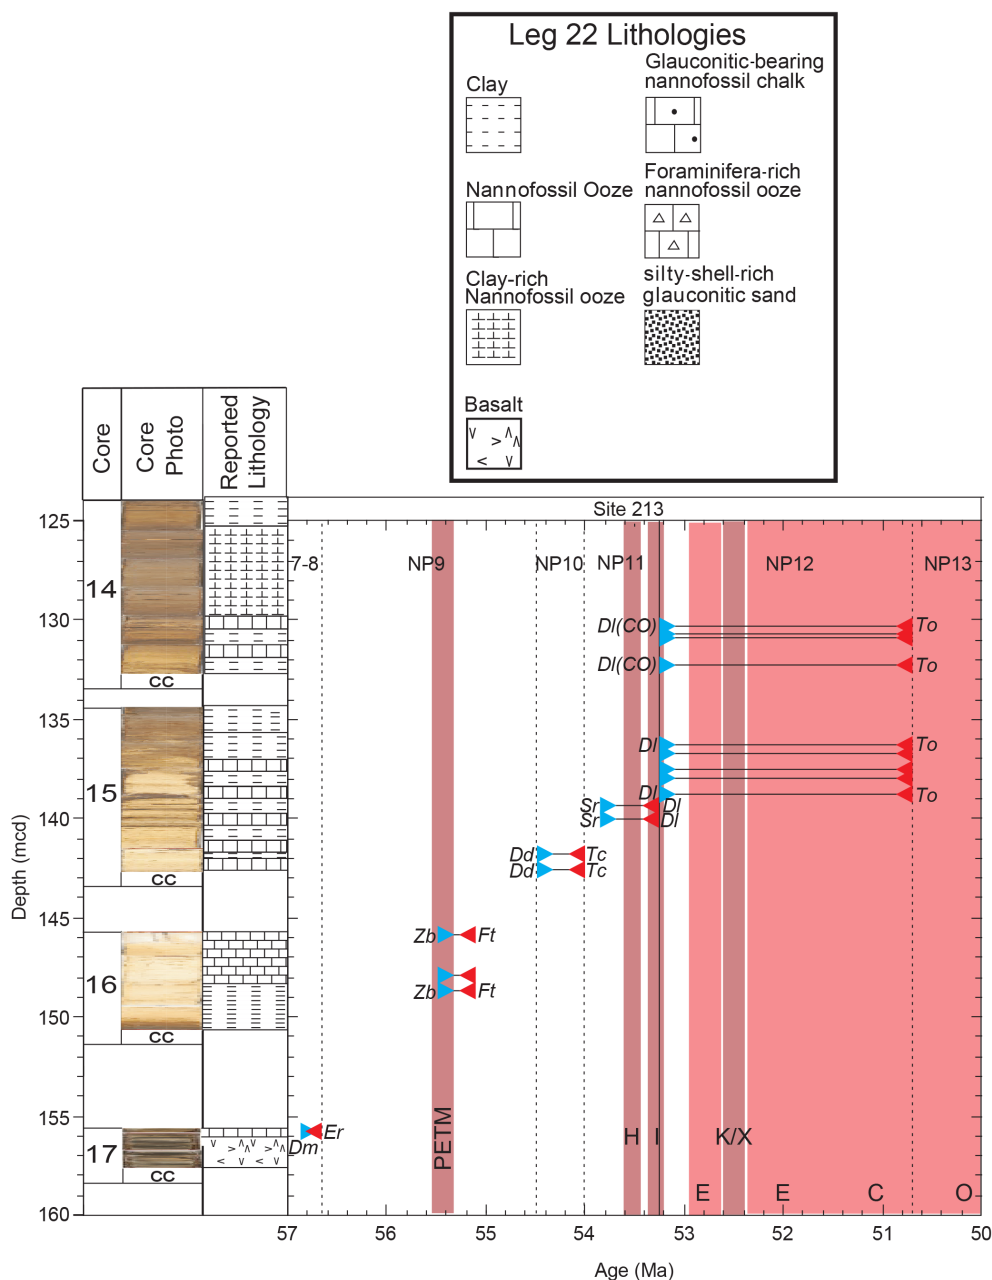 Leg 22 Lithologies
Clay
Glauconitic-bearing
nannofossil chalk
Nannofossil Ooze
Foraminifera-rich
nannofossil ooze
Clay-rich
Nannofossil ooze
silty-shell-rich
glauconitic sand
Basalt
Core
Core
Photo
Reported
Lithology
Site 213
125
130
135
140
145
150
155
160
Depth (mcd)
14
CC
15
CC
16
CC
17
CC
7-8
NP9
NP10
NP11
NP12
NP13
Dl(CO)
To
Dl(CO)
To
Dl
To
Dl
To
Sr
Dl
Sr
Dl
Dd
Tc
Dd
Tc
Zb
Ft
Zb
Ft
Er
Dm
PETM
H
I
K/X
E
E
C
O
57
56
55
54
53
52
51
50
Age (Ma)